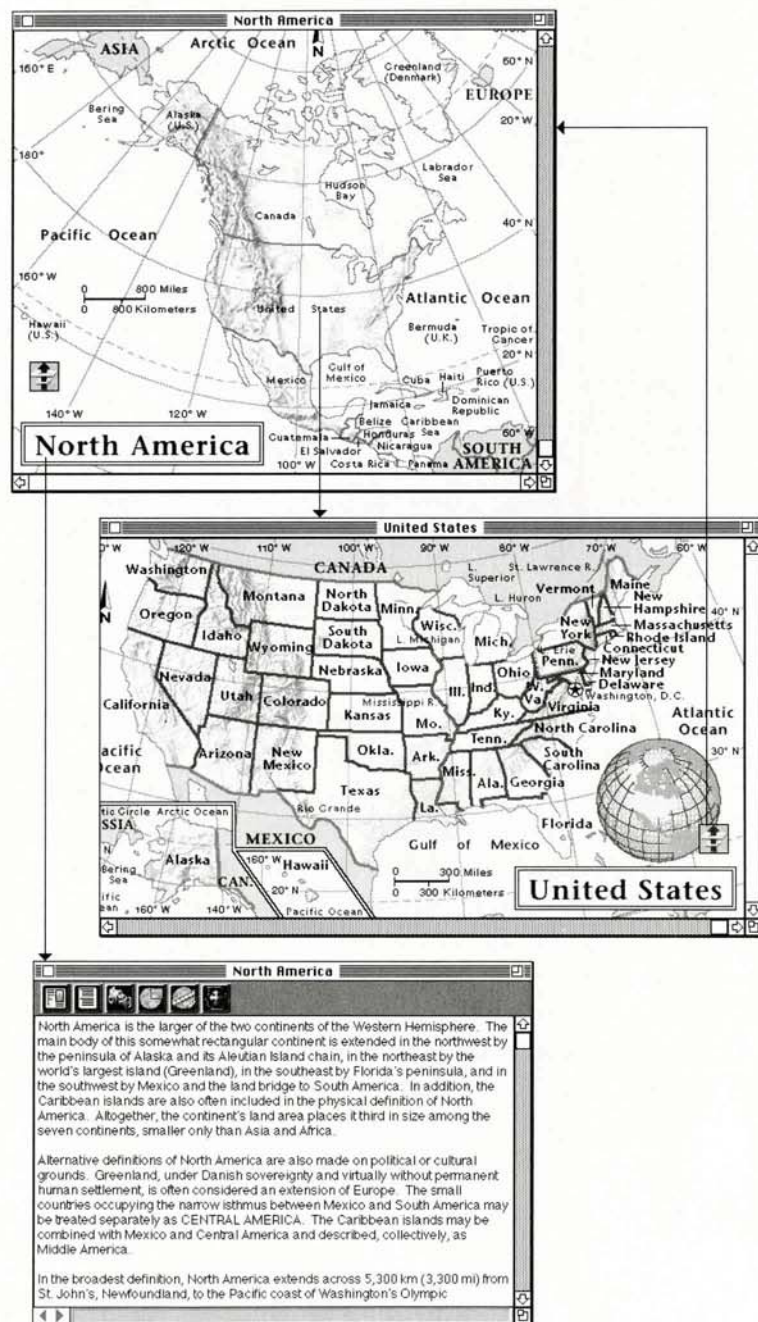 North America
ASIA
Arctic Ocean
N
Greenland
(Denmark)
160° E
60° N
EUROPE
Bering
Sea
Alaska
(U.S.)
20° W
180°
Labrador
Sea
Hudson
Bay
Canada
40° N
Pacific Ocean
160° W
0 800 Miles
0 800 Kilometers
Atlantic Ocean
United States
Hawaii
(U.S.)
Bermuda
(U.K.)
Tropic of
Cancer
20° N
Gulf of
Mexico
Mexico
Cuba
Haiti
Puerto
Rico (U.S.)
Jamaica
Dominican
Republic
140° W
120° W
Belize
Caribbean
Sea
Guatemala
Honduras
60° W
El Salvador
Nicaragua
SOUTH
AMERICA
100° W
Costa Rica
Panama
North America
United States
° W
120° W
110° W
100° W
90° W
80° W
70° W
60° W
CANADA
L.
Superior
St. Lawrence R.
L. Huron
Washington
Montana
North
Dakota
Minn.
Vermont
Maine
New
Hampshire
40° N
N
Oregon
Idaho
South
Dakota
Wisc.
L. Michigan
Mich.
New
York
Massachusetts
Rhode Island
Wyoming
Erie
Connecticut
Nebraska
Iowa
Ohio
Penn.
New Jersey
Nevada
Maryland
Utah
Colorado
Ill.
Ind.
W.
Va.
Delaware
Washington, D.C.
California
Kansas
Mississippi R.
Mo.
Ky.
Virginia
Atlantic
Ocean
North Carolina
Tenn.
acific
cean
Arizona
New
Mexico
Okla.
Ark.
South
Carolina
30° N
Miss.
Ala.
Georgia
Texas
La.
Rio Grande
tic Circle
Arctic Ocean
SSIA
MEXICO
Gulf of Mexico
Florida
N
Bering
Sea
Alaska
160° W
Hawaii
CAN.
0 300 Miles
0 300 Kilometers
20° N
ific
ean
160° W
140° W
Pacific Ocean
United States
North America
North America is the larger of the two continents of the Western Hemisphere. The
main body of this somewhat rectangular continent is extended in the northwest by
the peninsula of Alaska and its Aleutian Island chain, in the northeast by the
world's largest island (Greenland), in the southeast by Florida's peninsula, and in
the southwest by Mexico and the land bridge to South America. In addition, the
Caribbean islands are also often included in the physical definition of North
America. Altogether, the continent's land area places it third in size among the
seven continents, smaller only than Asia and Africa.
Alternative definitions of North America are also made on political or cultural
grounds. Greenland, under Danish sovereignty and virtually without permanent
human settlement, is often considered an extension of Europe. The small
countries occupying the narrow isthmus between Mexico and South America may
be treated separately as CENTRAL AMERICA. The Caribbean islands may be
combined with Mexico and Central America and described, collectively, as
Middle America.
In the broadest definition, North America extends across 5,300 km (3,300 mi) from
St. John's, Newfoundland, to the Pacific coast of Washington's Olympic